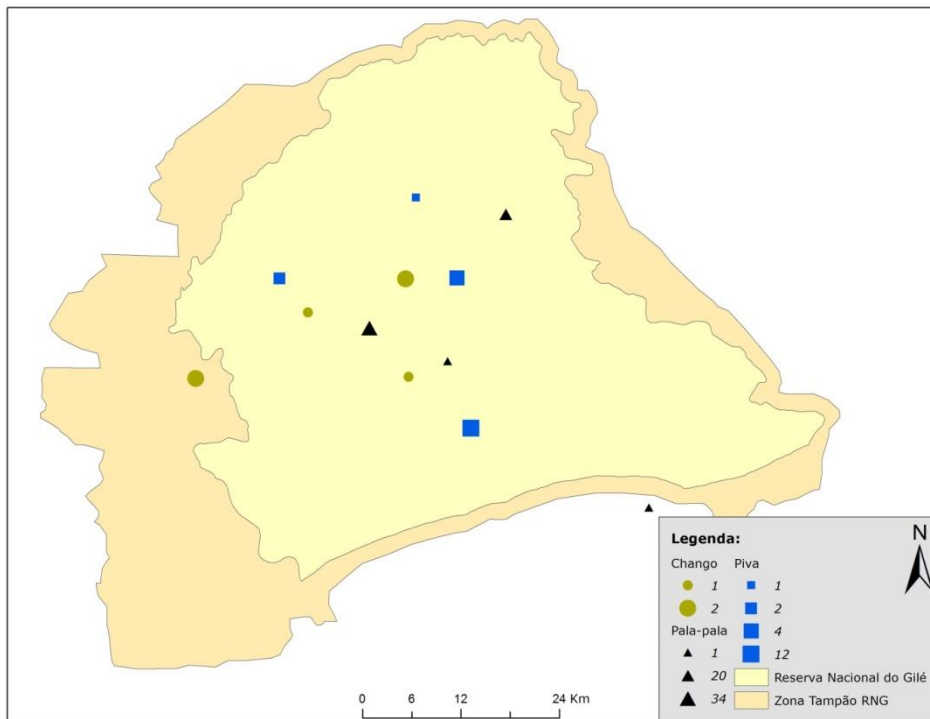 N
Legenda:
Chango Piva
1 1
2 2
Pala-pala 4
1 12
20 Reserva Nacional do Gilé
34 Zona Tampão RNG
0 6 12 24 Km